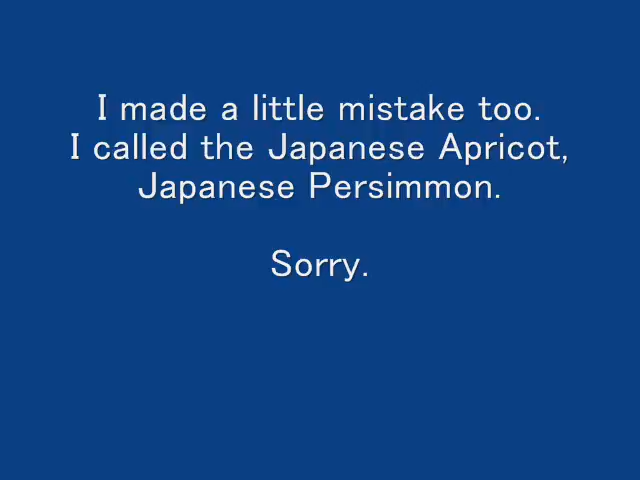 I made a little mistake too.
I called the Japanese Apricot,
Japanese Persimmon.
Sorry.